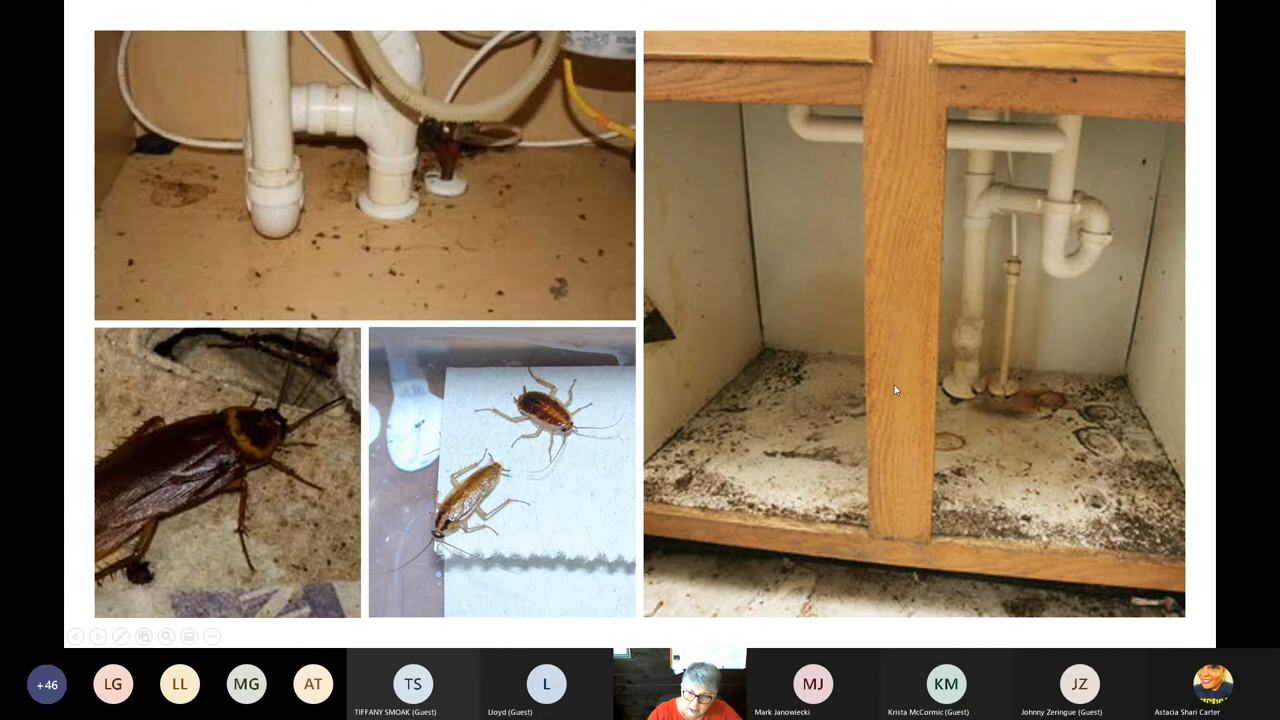 +46
LG
LL
MG
AT
TS
TIFFANY SMOAK (Guest)
L
Lloyd (Guest)
MJ
Mark Janowiecki
KM
Krista McCormic (Guest)
JZ
Johnny Zeringue (Guest)
Astacia Shari Carter